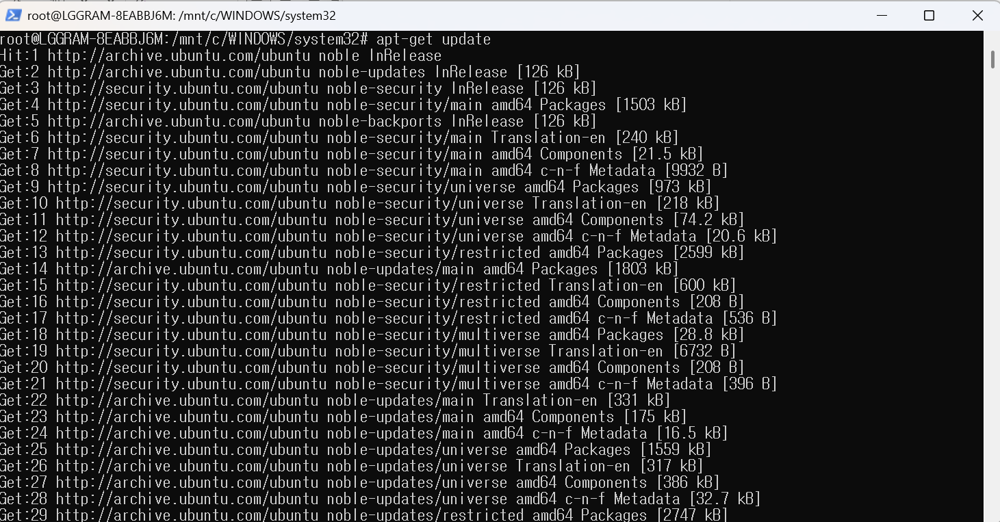 root@LGGRAM-8EABBJ6M: /mnt/c/WINDOWS/system32
root@LGGRAM-8EABBJ6M:/mnt/c/WINDOWS/system32# apt-get update
Hit:1 http://archive.ubuntu.com/ubuntu noble InRelease
Get:2 http://archive.ubuntu.com/ubuntu noble-updates InRelease [126 kB]
Get:3 http://security.ubuntu.com/ubuntu noble-security InRelease [126 kB]
Get:4 http://security.ubuntu.com/ubuntu noble-security/main amd64 Packages [1503 kB]
Get:5 http://archive.ubuntu.com/ubuntu noble-backports InRelease [126 kB]
Get:6 http://security.ubuntu.com/ubuntu noble-security/main Translation-en [240 kB]
Get:7 http://security.ubuntu.com/ubuntu noble-security/main amd64 Components [21.5 kB]
Get:8 http://security.ubuntu.com/ubuntu noble-security/main amd64 c-n-f Metadata [9932 B]
Get:9 http://security.ubuntu.com/ubuntu noble-security/universe amd64 Packages [973 kB]
Get:10 http://security.ubuntu.com/ubuntu noble-security/universe Translation-en [218 kB]
Get:11 http://security.ubuntu.com/ubuntu noble-security/universe amd64 Components [74.2 kB]
Get:12 http://security.ubuntu.com/ubuntu noble-security/universe amd64 c-n-f Metadata [20.6 kB]
Get:13 http://security.ubuntu.com/ubuntu noble-security/restricted amd64 Packages [2599 kB]
Get:14 http://archive.ubuntu.com/ubuntu noble-updates/main amd64 Packages [1803 kB]
Get:15 http://security.ubuntu.com/ubuntu noble-security/restricted Translation-en [600 kB]
Get:16 http://security.ubuntu.com/ubuntu noble-security/restricted amd64 Components [208 B]
Get:17 http://security.ubuntu.com/ubuntu noble-security/restricted amd64 c-n-f Metadata [536 B]
Get:18 http://security.ubuntu.com/ubuntu noble-security/multiverse amd64 Packages [28.8 kB]
Get:19 http://security.ubuntu.com/ubuntu noble-security/multiverse Translation-en [6732 B]
Get:20 http://security.ubuntu.com/ubuntu noble-security/multiverse amd64 Components [208 B]
Get:21 http://security.ubuntu.com/ubuntu noble-security/multiverse amd64 c-n-f Metadata [396 B]
Get:22 http://archive.ubuntu.com/ubuntu noble-updates/main Translation-en [331 kB]
Get:23 http://archive.ubuntu.com/ubuntu noble-updates/main amd64 Components [175 kB]
Get:24 http://archive.ubuntu.com/ubuntu noble-updates/main amd64 c-n-f Metadata [16.5 kB]
Get:25 http://archive.ubuntu.com/ubuntu noble-updates/universe amd64 Packages [1559 kB]
Get:26 http://archive.ubuntu.com/ubuntu noble-updates/universe Translation-en [317 kB]
Get:27 http://archive.ubuntu.com/ubuntu noble-updates/universe amd64 Components [386 kB]
Get:28 http://archive.ubuntu.com/ubuntu noble-updates/universe amd64 c-n-f Metadata [32.7 kB]
Get:29 http://archive.ubuntu.com/ubuntu noble-updates/restricted amd64 Packages [2747 kB]